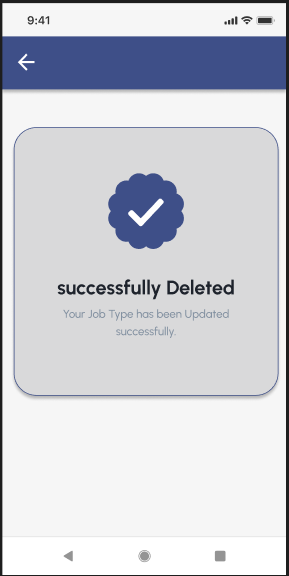 9:41
successfully Deleted
Your Job Type has been Updated
successfully.